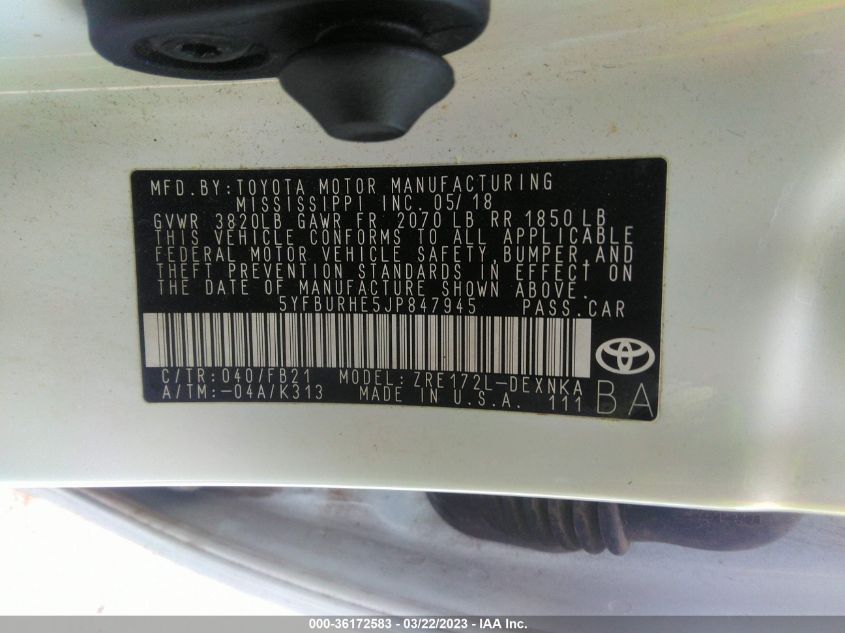 MFD.BY:TOYOTA MOTOR MANUFACTURING
MISSISSIPPI INC. 05/18
GVWR 3820LB GAWR FR. 2070 LB RR 1850 LB
THIS VEHICLE CONFORMS TO ALL APPLICABLE
FEDERAL MOTOR VEHICLE SAFETY, BUMPER, AND
THEFT PREVENTION STANDARDS IN EFFECT ON
THE DATE OF MANUFACTURE SHOWN ABOVE.
5YFBURHE5JP847945 PASS.CAR
C/TR:040/FB21 MODEL:ZRE172L-DEXNKA
A/TM:-04A/K313 MADE IN U.S.A. 111 BA
000-36172583 - 03/22/2023 - IAA Inc.